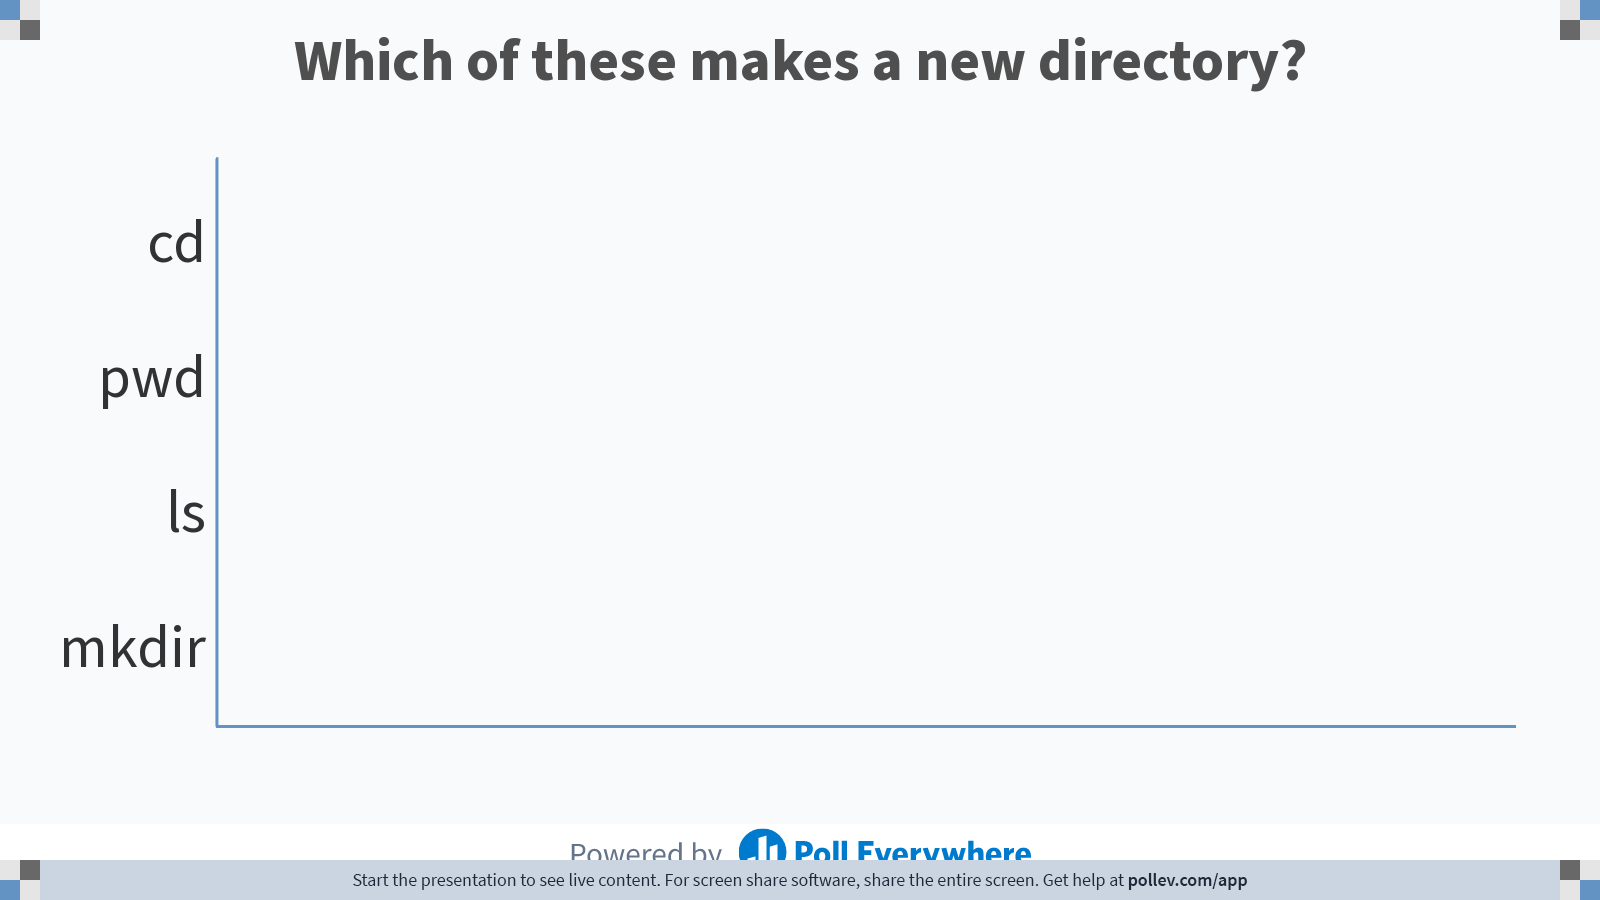 Which of these makes a new directory?
cd
pwd
ls
mkdir
Powered by Poll Everywhere
Start the presentation to see live content. For screen share software, share the entire screen. Get help at pollev.com/app